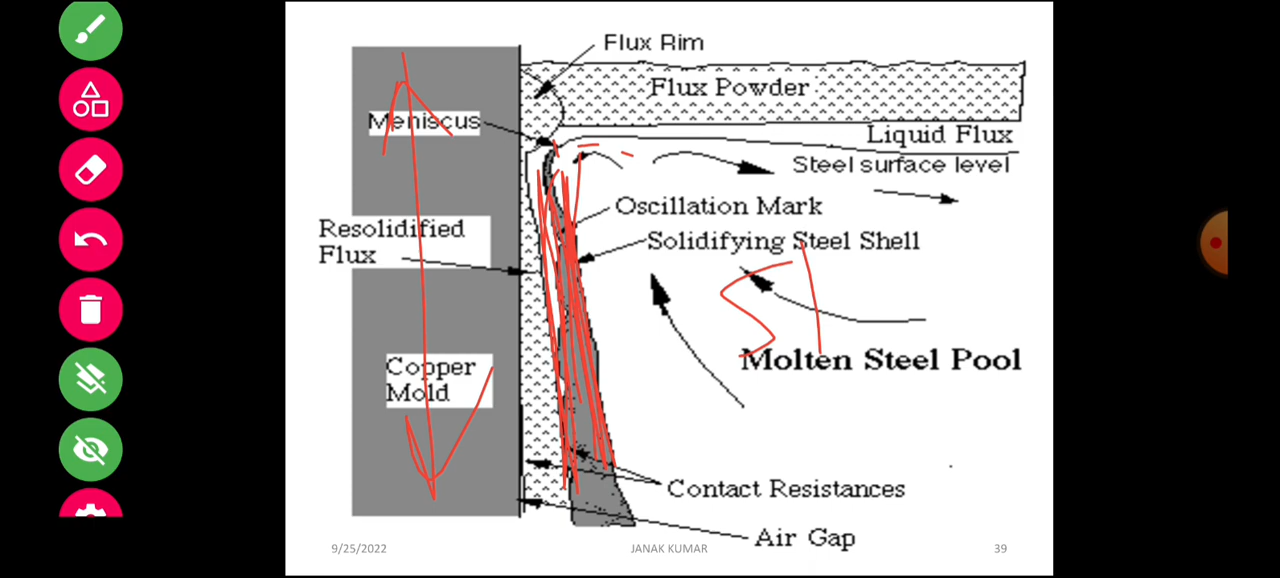 Flux Rim
Flux Powder
Meniscus
Liquid Flux
Steel surface level
Oscillation Mark
Resolidified
Flux
Solidifying Steel Shell
Copper
Mold
Molten Steel Pool
Contact Resistances
Air Gap
9/25/2022
JANAK KUMAR
39